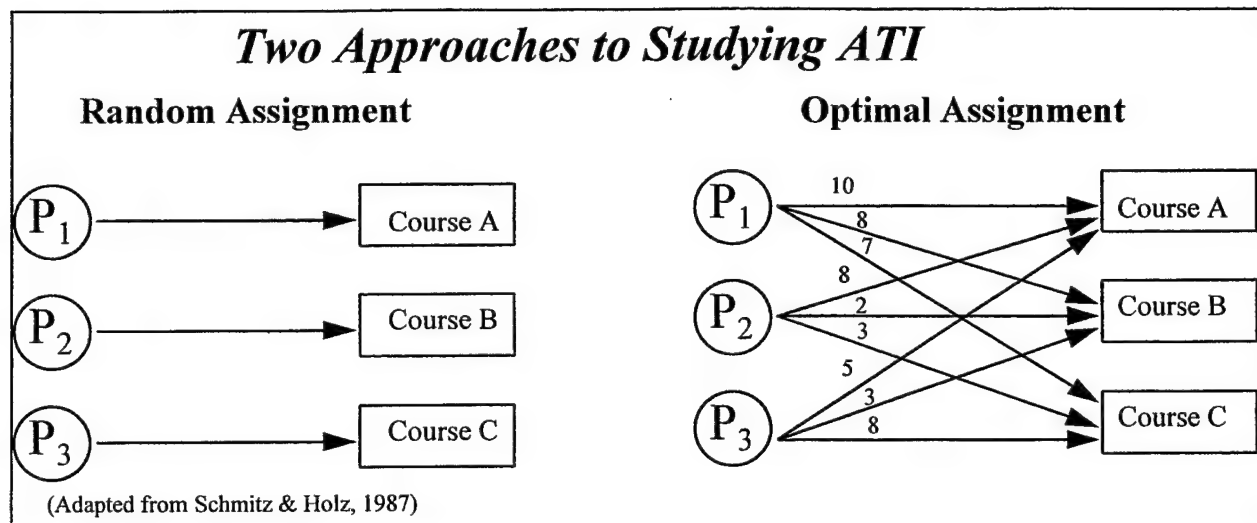 Two Approaches to Studying ATI
Random Assignment
P1
Course A
P2
Course B
P3
Course C
(Adapted from Schmitz & Holz, 1987)
Optimal Assignment
P1
10
8
7
Course A
P2
8
2
3
Course B
P3
5
3
8
Course C